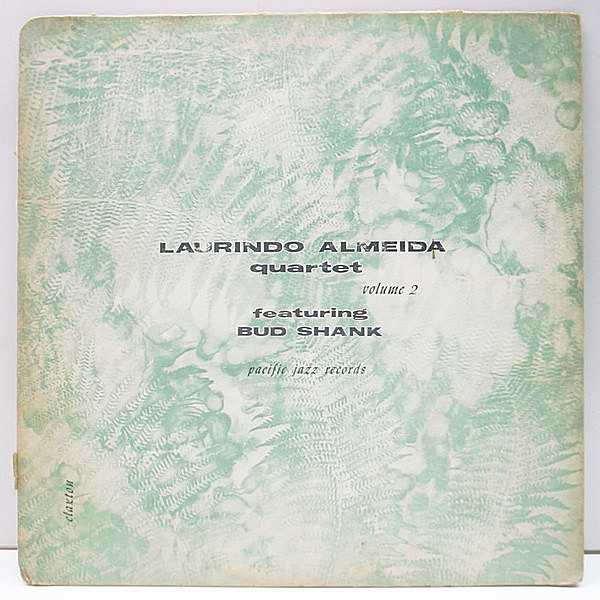 LAURINDO ALMEIDA
quartet
volume 2
featuring
BUD SHANK
pacific jazz records
claxton